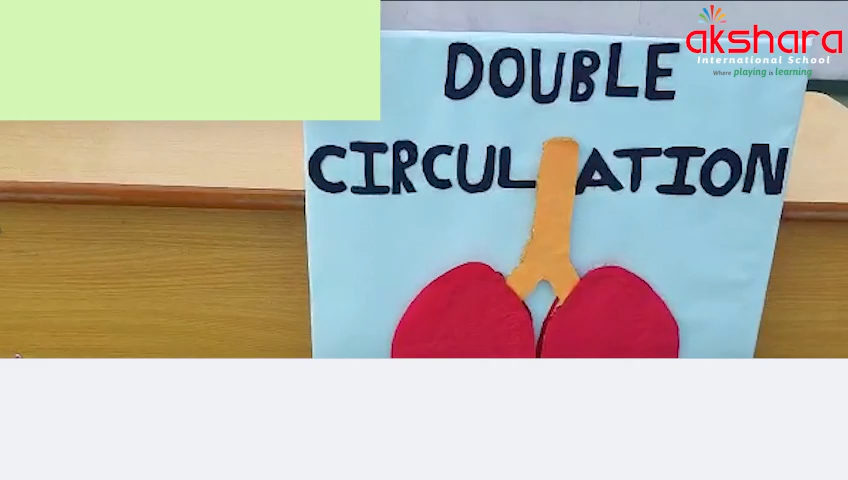 DOUBLE
CIRCULATION
akshara
International School
Where playing is learning